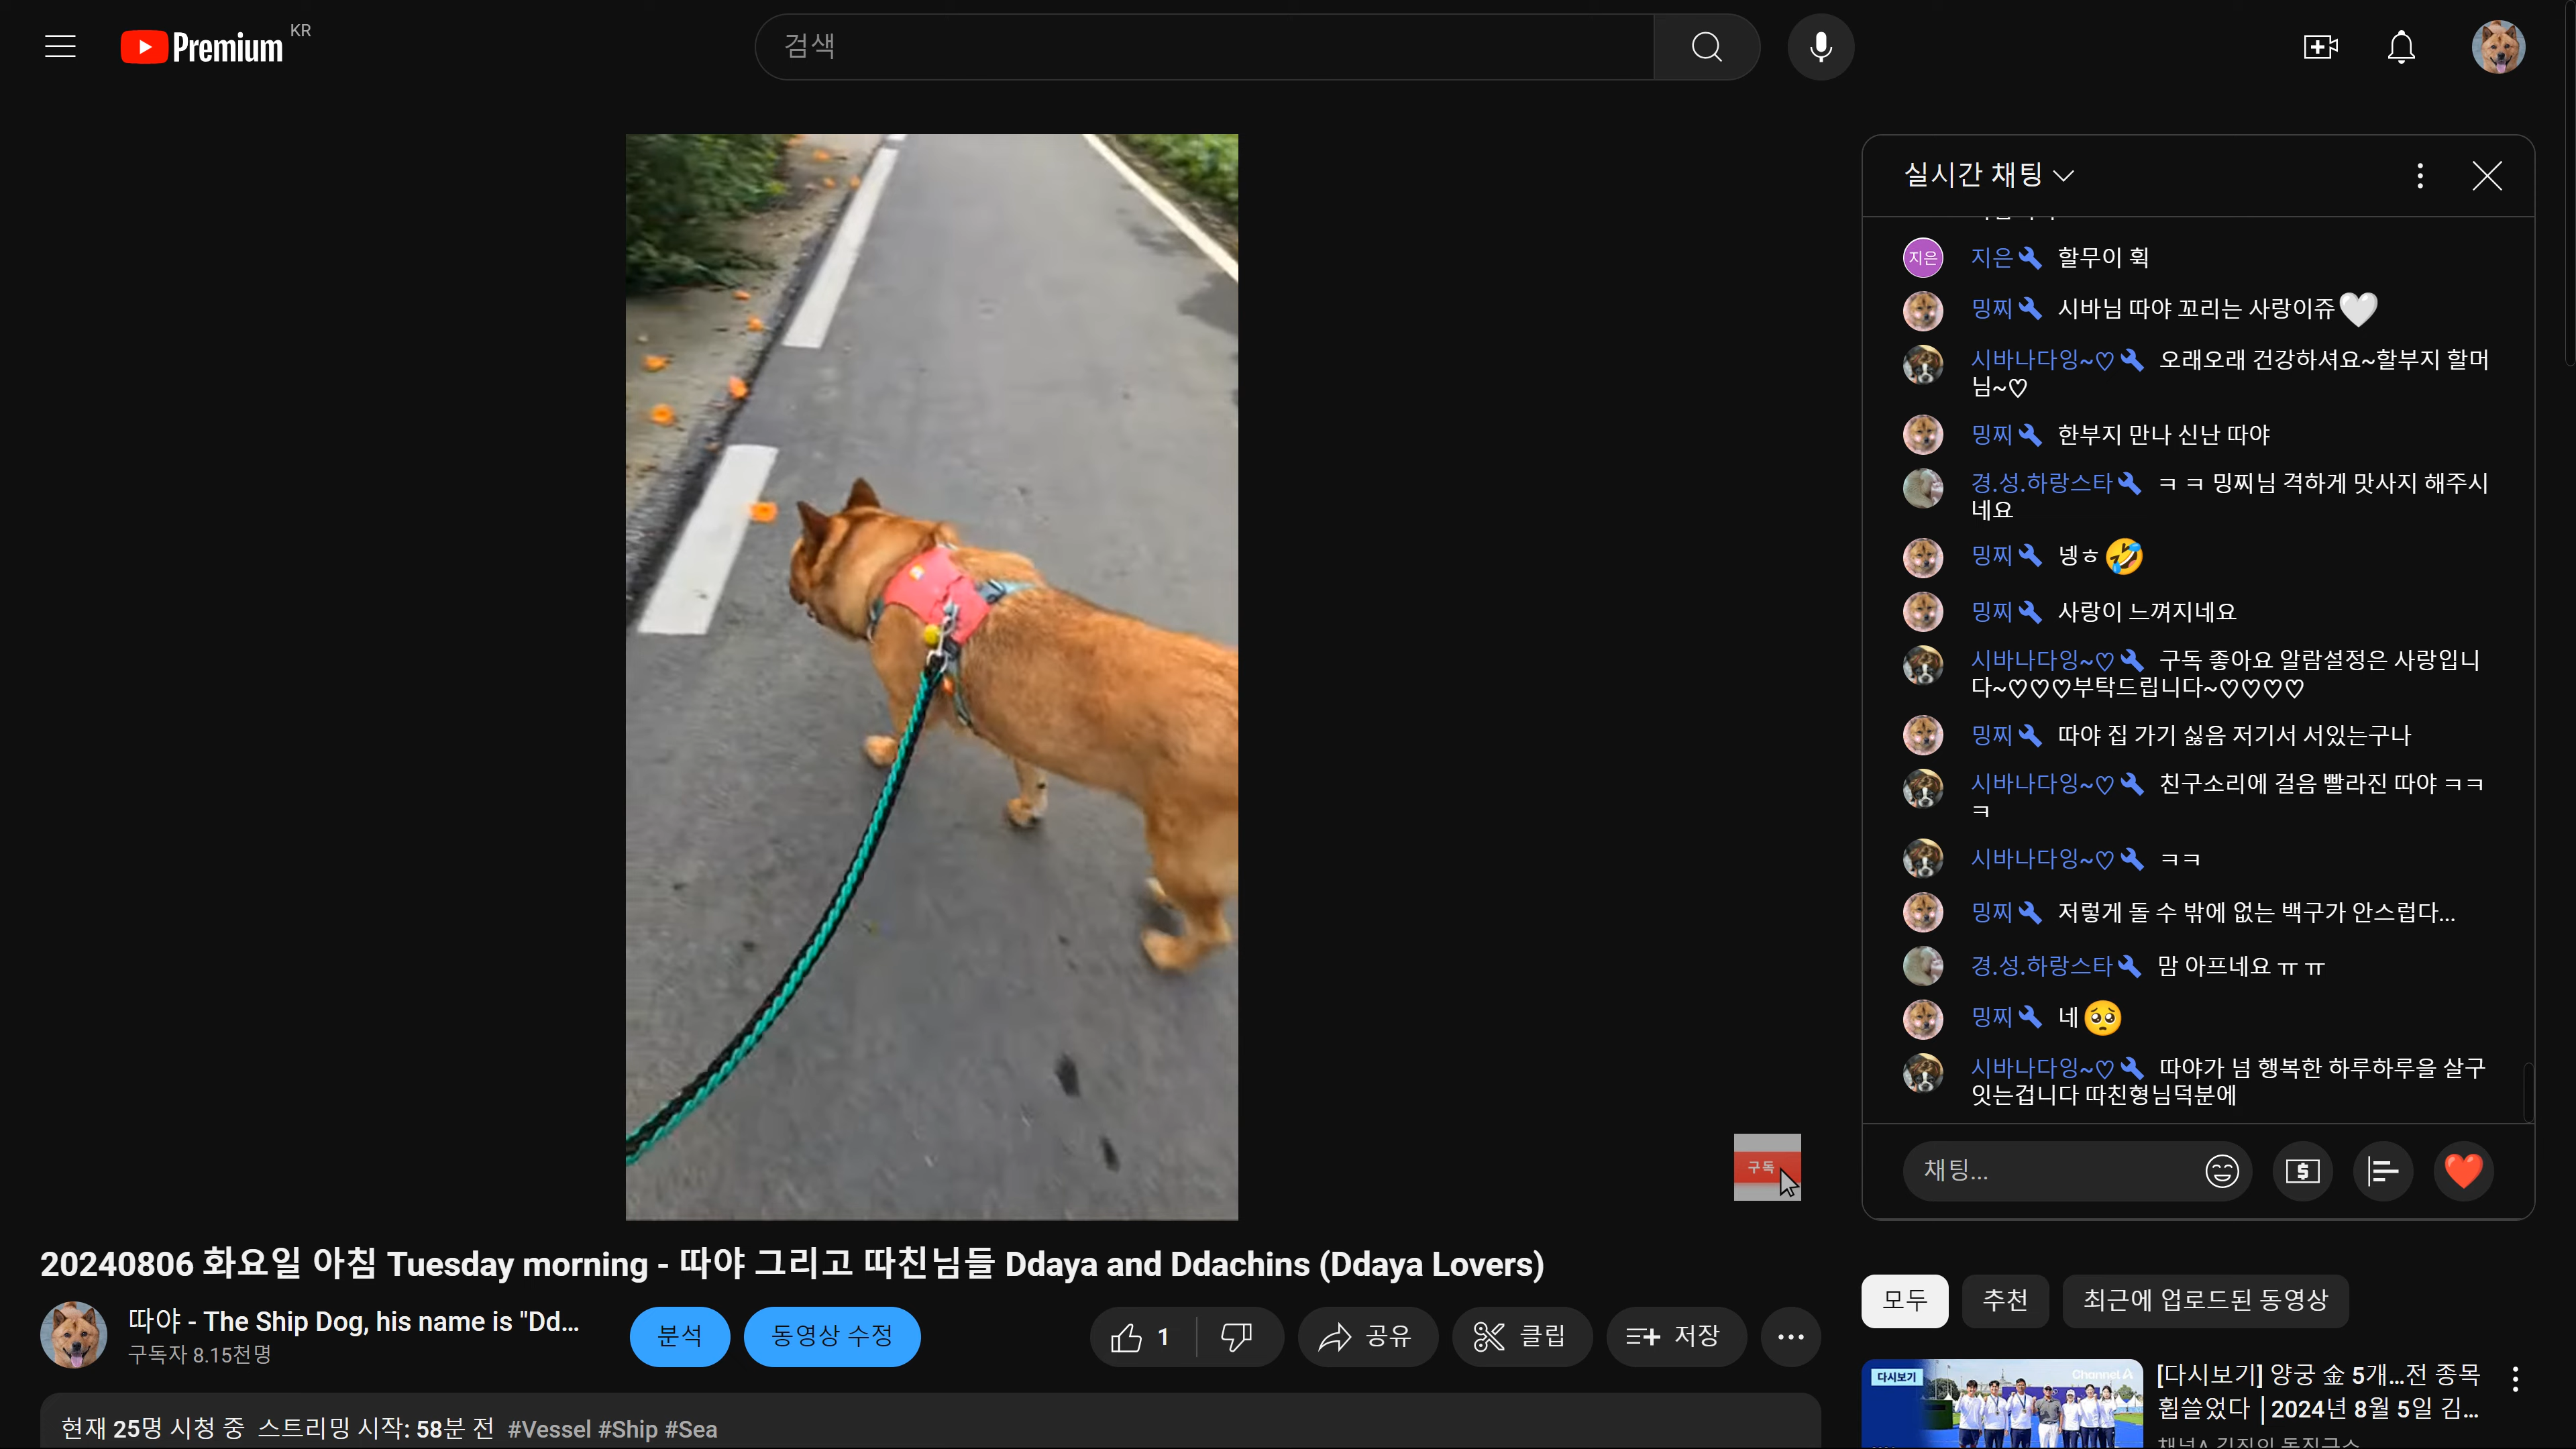 Premium KR
검색
실시간 채팅
지은 지은 할무이 휙
밍찌 시바님 따야 꼬리는 사랑이쥬🤍
시바나다잉~♡ 오래오래 건강하셔요~할부지 할머
님~♡
밍찌 한부지 만나 신난 따야
경.성.하랑스타 ㅋ ㅋ 밍찌님 격하게 맛사지 해주시
네요
밍찌 넹ㅎ🤣
밍찌 사랑이 느껴지네요
시바나다잉~♡ 구독 좋아요 알람설정은 사랑입니
다~♡♡♡부탁드립니다~♡♡♡♡
밍찌 따야 집 가기 싫음 저기서 서있는구나
시바나다잉~♡ 친구소리에 걸음 빨라진 따야 ㅋㅋ
ㅋ
시바나다잉~♡ ㅋㅋ
밍찌 저렇게 돌 수 밖에 없는 백구가 안스럽다...
경.성.하랑스타 맘 아프네요 ㅠ ㅠ
밍찌 네🥺
시바나다잉~♡ 따야가 넘 행복한 하루하루을 살구
잇는겁니다 따친형님덕분에
채팅...
구독
20240806 화요일 아침 Tuesday morning - 따야 그리고 따친님들 Ddaya and Ddachins (Ddaya Lovers)
따야 - The Ship Dog, his name is "Dd...
구독자 8.15천명
분석 동영상 수정 1 공유 클립 저장
현재 25명 시청 중 스트리밍 시작: 58분 전 #Vessel #Ship #Sea
모두 추천 최근에 업로드된 동영상
다시보기 Channel A
[다시보기] 양궁 金 5개...전 종목
휩쓸었다 | 2024년 8월 5일 김...